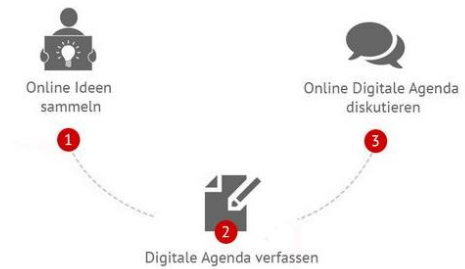 Online Ideen
sammeln
1
Online Digitale Agenda
diskutieren
3
2
Digitale Agenda verfassen